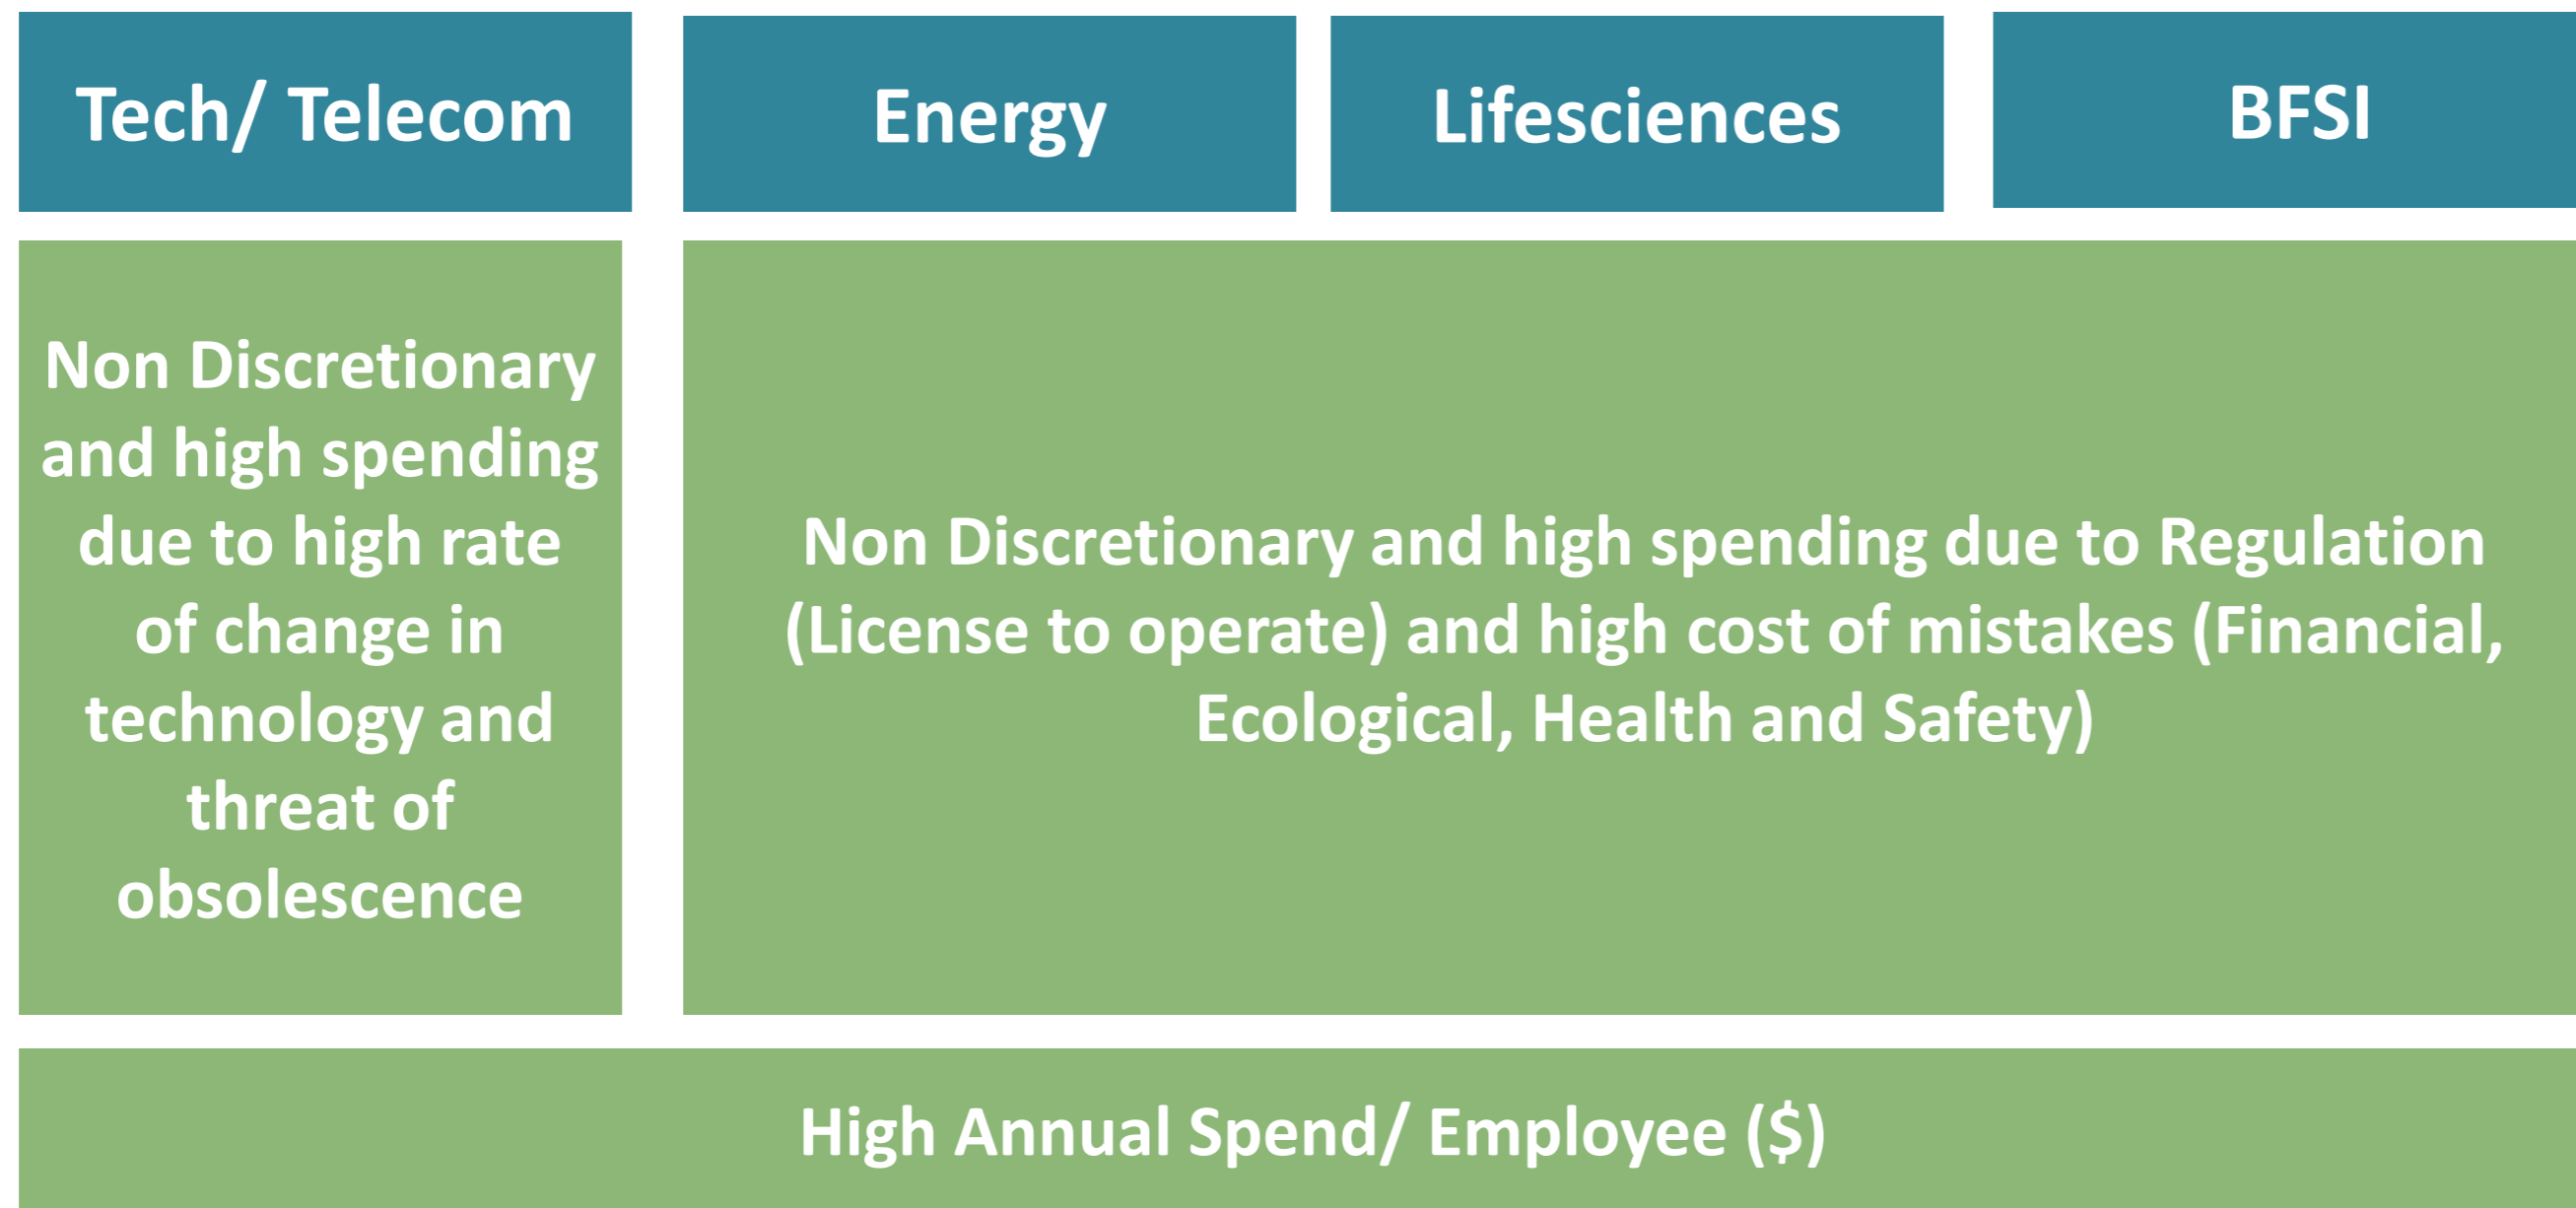 Tech/ Telecom
Energy
Lifesciences
BFSI
Non Discretionary
and high spending
due to high rate
of change in
technology and
threat of
obsolescence
Non Discretionary and high spending due to Regulation
(License to operate) and high cost of mistakes (Financial,
Ecological, Health and Safety)
High Annual Spend/ Employee ($)